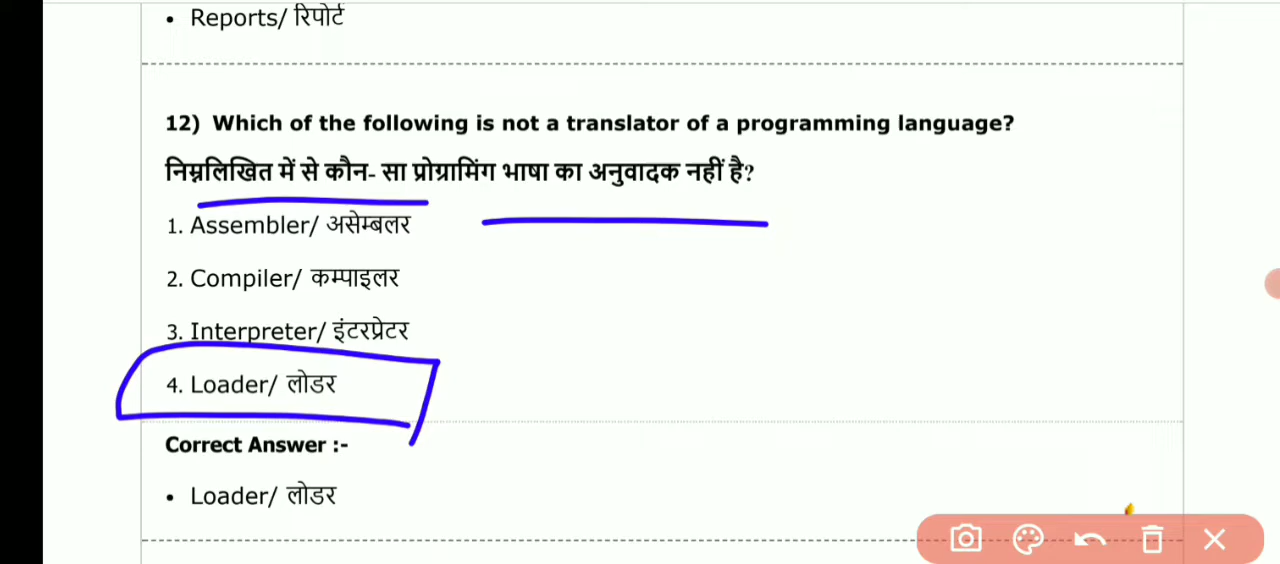 • Reports/ रिपोर्ट
12) Which of the following is not a translator of a programming language?
निम्नलिखित में से कौन- सा प्रोग्रामिंग भाषा का अनुवादक नहीं है?
1. Assembler/ असेम्बलर
2. Compiler/ कम्पाइलर
3. Interpreter/ इंटरप्रेटर
4. Loader/ लोडर
Correct Answer :-
• Loader/ लोडर